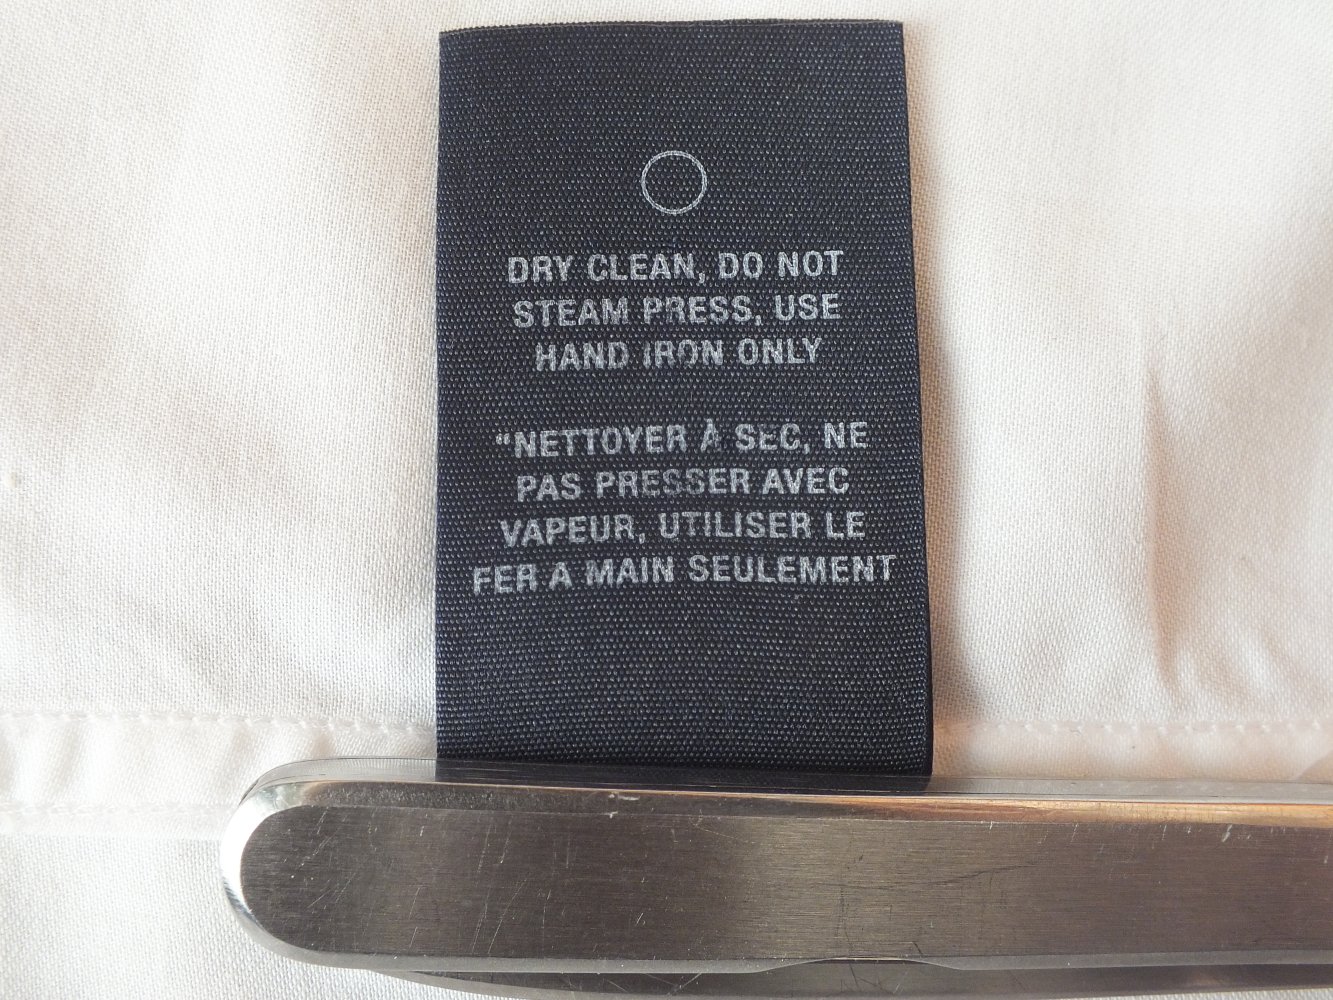 DRY CLEAN, DO NOT
STEAM PRESS, USE
HAND IRON ONLY
"NETTOYER À SEC, NE
PAS PRESSER AVEC
VAPEUR, UTILISER LE
FER A MAIN SEULEMENT